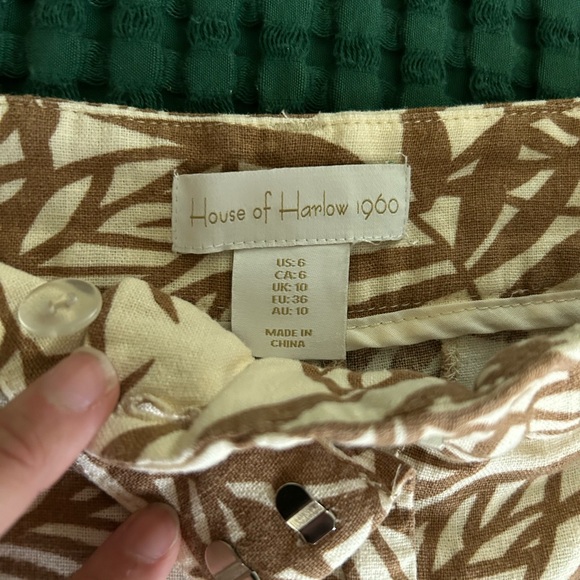 House of Harlow 1960
US: 6
CA: 6
UK: 10
EU: 36
AU: 10
MADE IN
CHINA